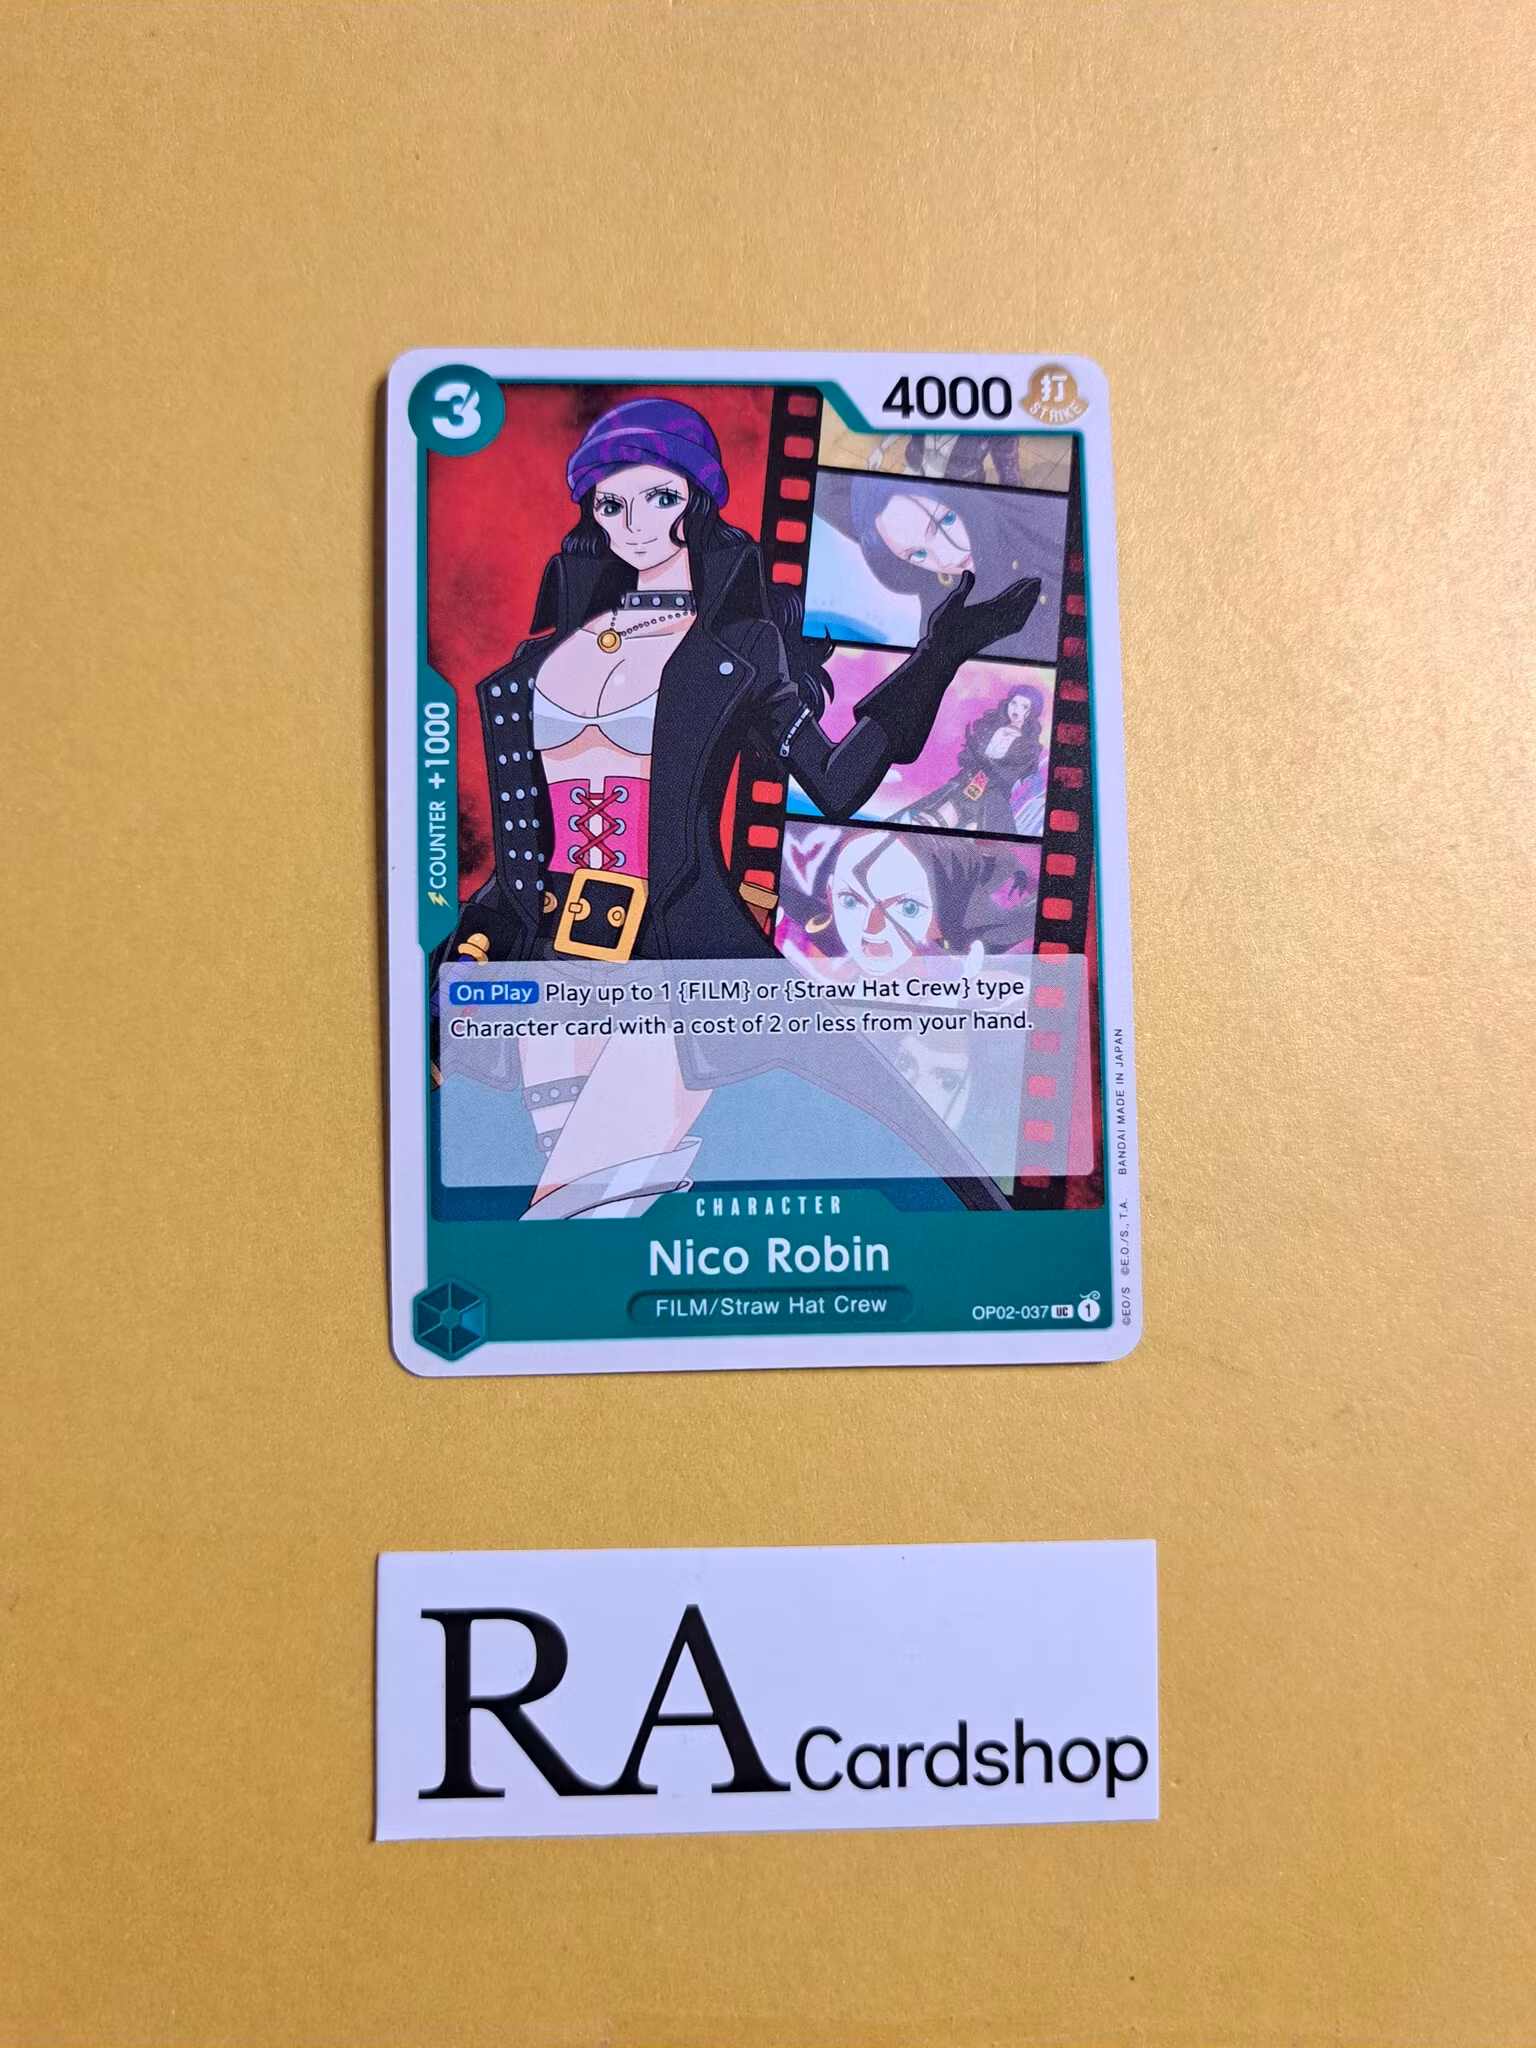 3
4000
打
STRIKE
COUNTER +1000
On Play Play up to 1 {FILM} or {Straw Hat Crew} type
Character card with a cost of 2 or less from your hand.
CHARACTER
Nico Robin
FILM/Straw Hat Crew
OP02-037 UC 1
©EO/S ©E.O./S., T.A. BANDAI MADE IN JAPAN
RA Cardshop